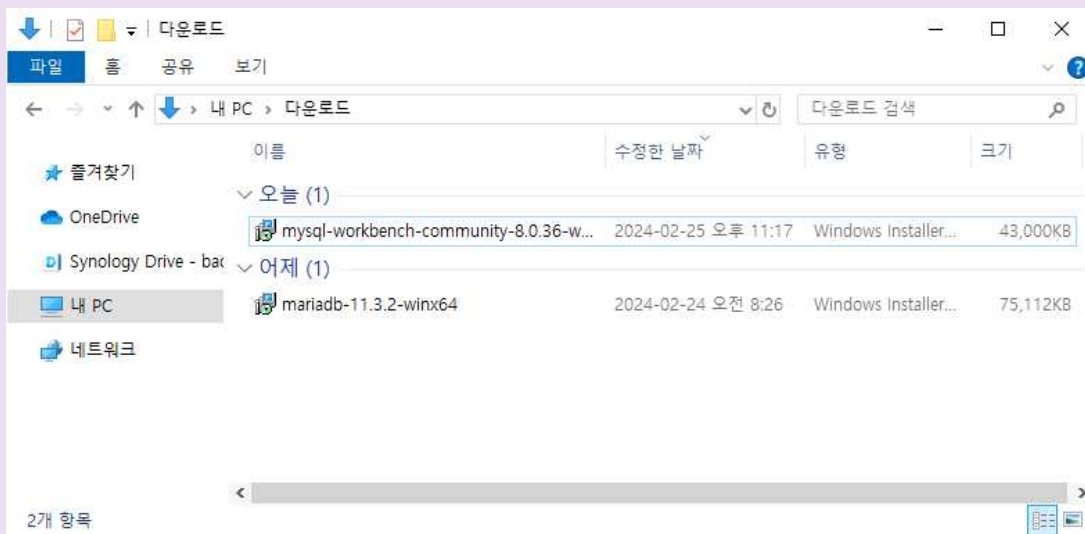 다운로드
파일 홈 공유 보기
내 PC 다운로드 다운로드 검색
이름 수정한 날짜 유형 크기
즐겨찾기
오늘 (1)
OneDrive
mysql-workbench-community-8.0.36-w... 2024-02-25 오후 11:17 Windows Installer... 43,000KB
Synology Drive - bac
어제 (1)
내 PC
mariadb-11.3.2-winx64 2024-02-24 오전 8:26 Windows Installer... 75,112KB
네트워크
2개 항목